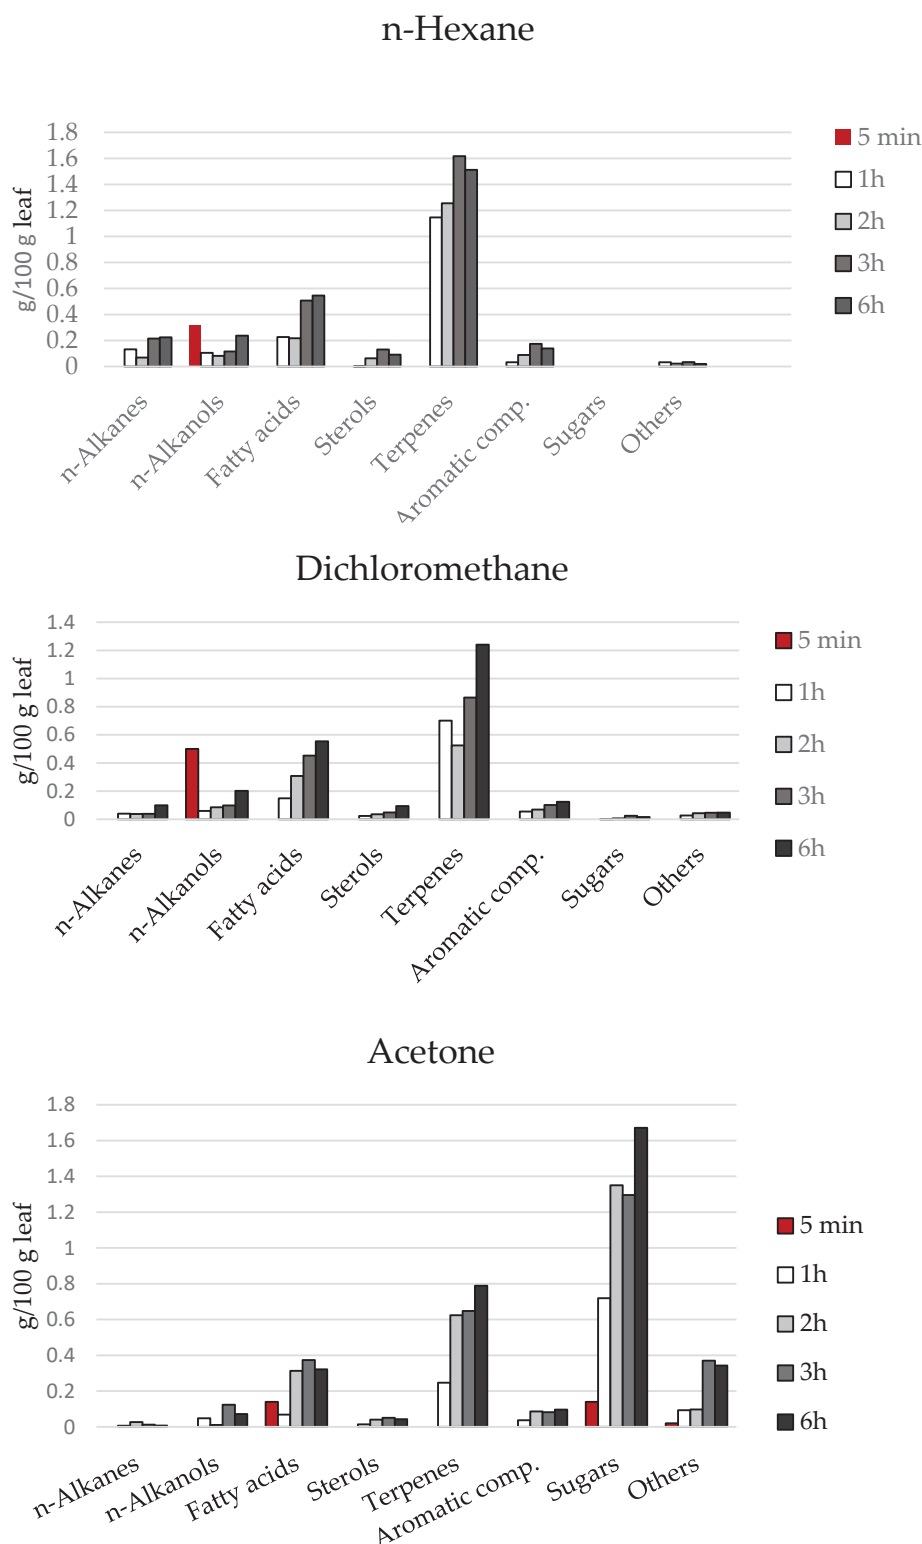 n-Hexane
g/100 g leaf
1.8
1.6
1.4
1.2
1
0.8
0.6
0.4
0.2
0
n-Alkanes
n-Alkanols
Fatty acids
Sterols
Terpenes
Aromatic comp.
Sugars
Others
5 min
1h
2h
3h
6h
Dichloromethane
g/100 g leaf
1.4
1.2
1
0.8
0.6
0.4
0.2
0
n-Alkanes
n-Alkanols
Fatty acids
Sterols
Terpenes
Aromatic comp.
Sugars
Others
5 min
1h
2h
3h
6h
Acetone
g/100 g leaf
1.8
1.6
1.4
1.2
1
0.8
0.6
0.4
0.2
0
n-Alkanes
n-Alkanols
Fatty acids
Sterols
Terpenes
Aromatic comp.
Sugars
Others
5 min
1h
2h
3h
6h